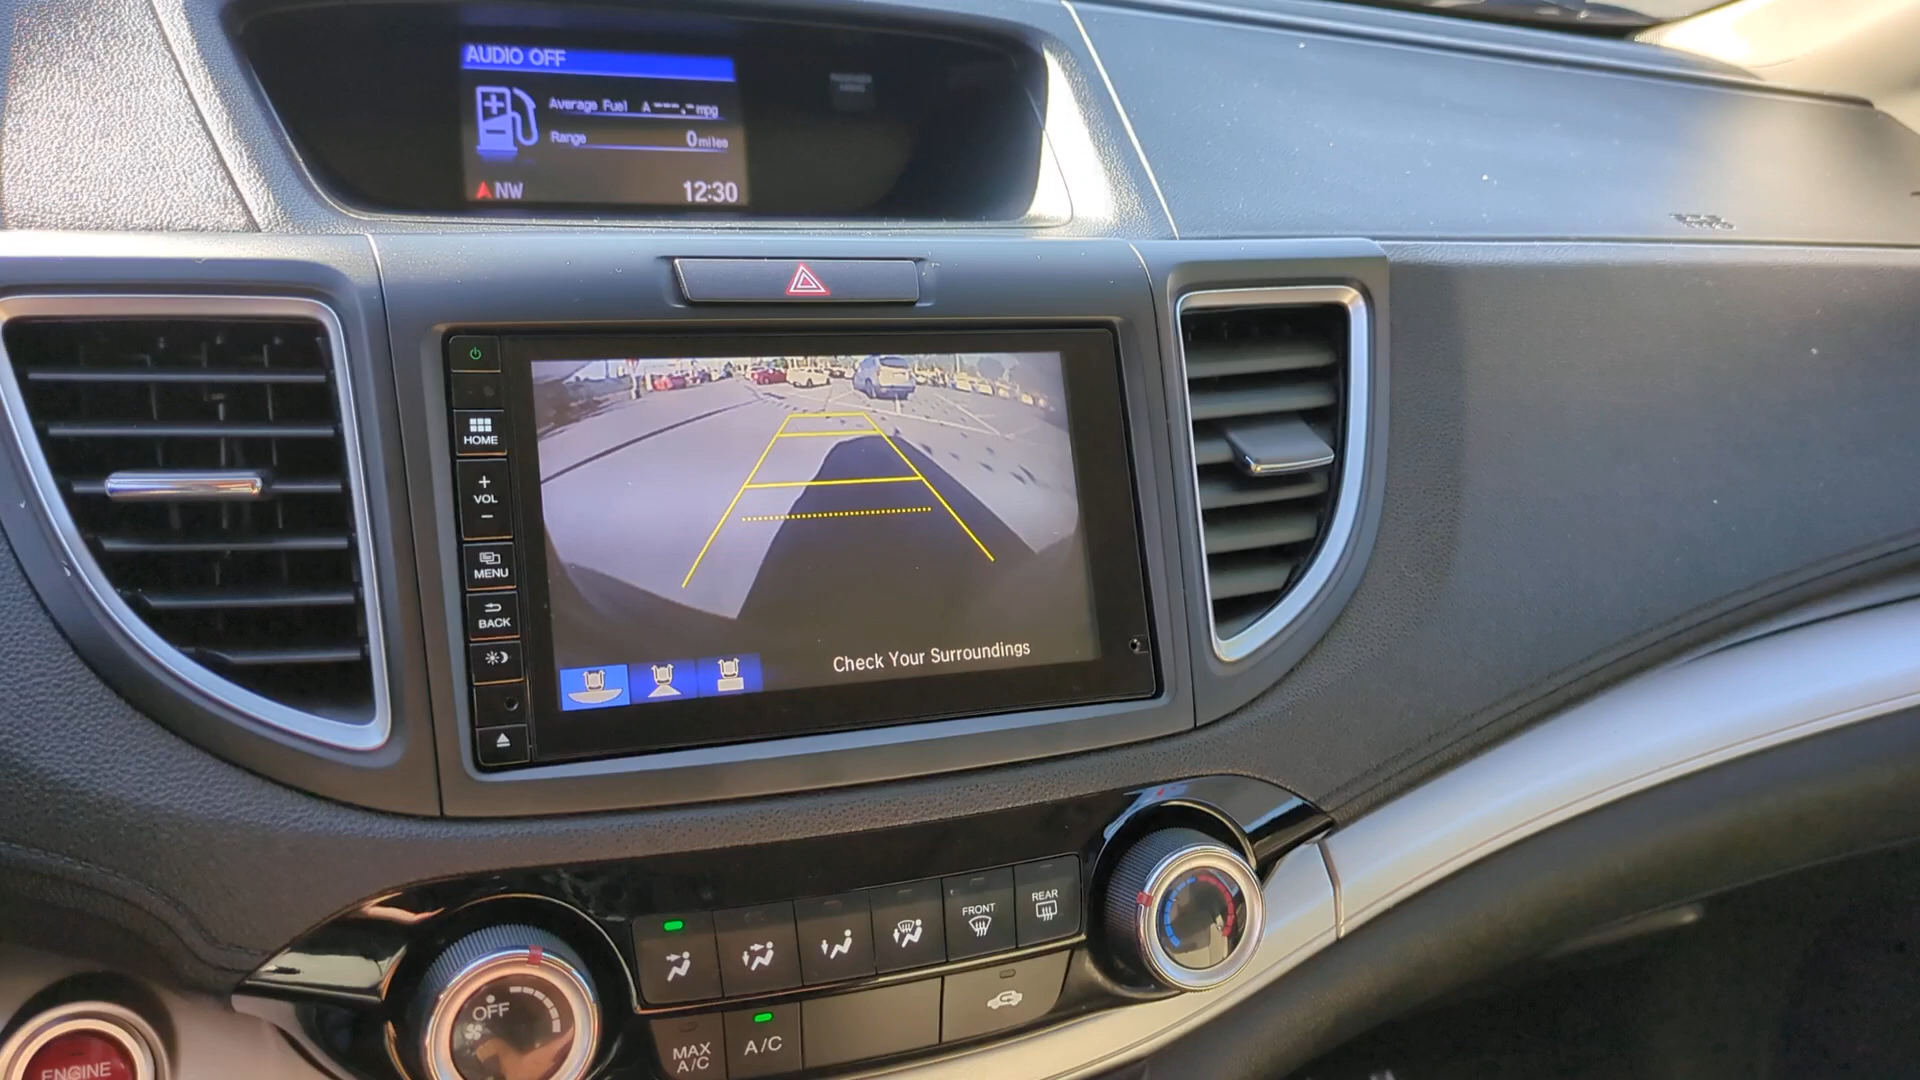 AUDIO OFF
Average Fuel A ---.- mpg
Range 0 miles
NW 12:30
HOME
+
VOL
-
MENU
BACK
Check Your Surroundings
FRONT
REAR
OFF
MAX
A/C
A/C
ENGINE